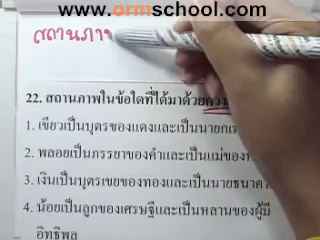 www.ormschool.com
สถานภา
22. สถานภาพในข้อใดที่ได้มาด้วย
1. เขียวเป็นบุตรของแดงและเป็น
2. พลอยเป็นภรรยาของคำและเป็นแม่ของ
3. เงินเป็นบุตรเขยของทองและเป็นนายธนาคาร
4. น้อยเป็นลูกของเศรษฐีและเป็นหลานของผู้มี
อิทธิพล